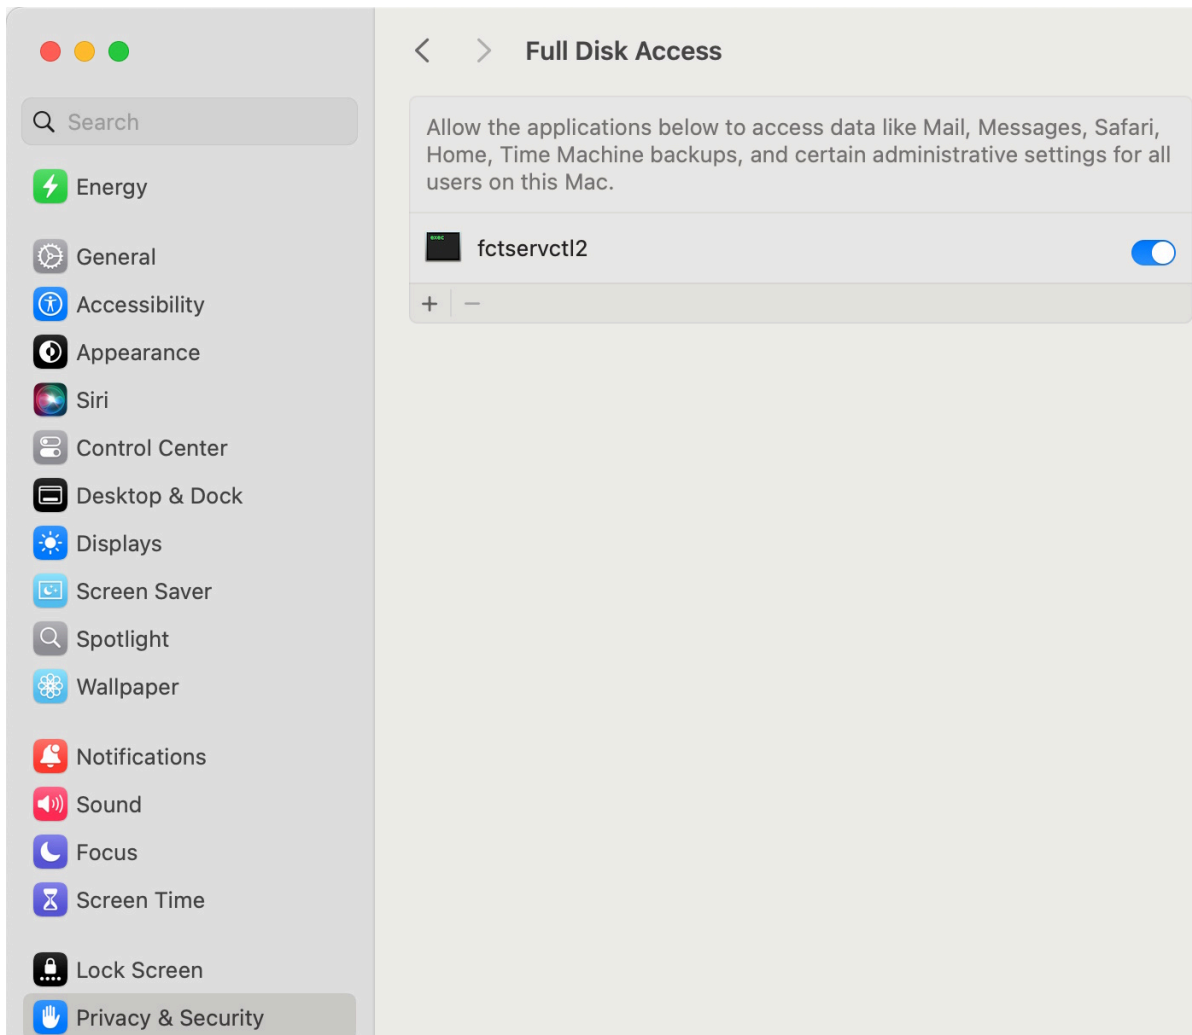 Search
Energy
General
Accessibility
Appearance
Siri
Control Center
Desktop & Dock
Displays
Screen Saver
Spotlight
Wallpaper
Notifications
Sound
Focus
Screen Time
Lock Screen
Privacy & Security
Full Disk Access
Allow the applications below to access data like Mail, Messages, Safari,
Home, Time Machine backups, and certain administrative settings for all
users on this Mac.
exec
fctservctl2